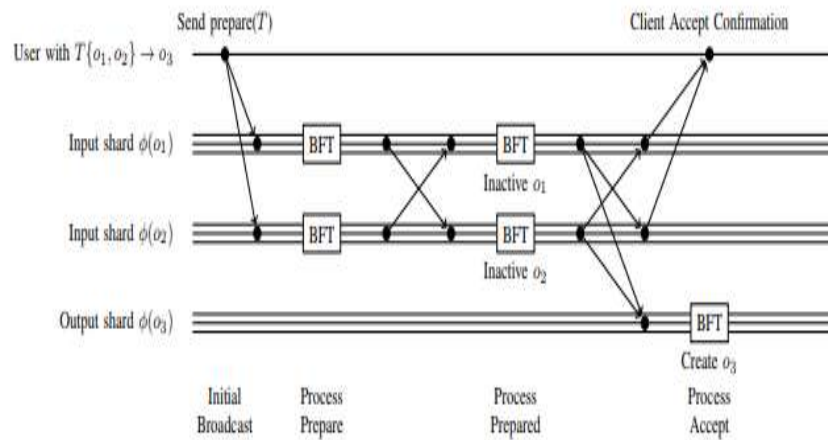 Send prepare(T)
Client Accept Confirmation
User with T{o₁, o₂} → o₃
Input shard ϕ(o₁)
BFT
BFT
Inactive o₁
Input shard ϕ(o₂)
BFT
BFT
Inactive o₂
Output shard ϕ(o₃)
BFT
Create o₃
Initial
Broadcast
Process
Prepare
Process
Prepared
Process
Accept